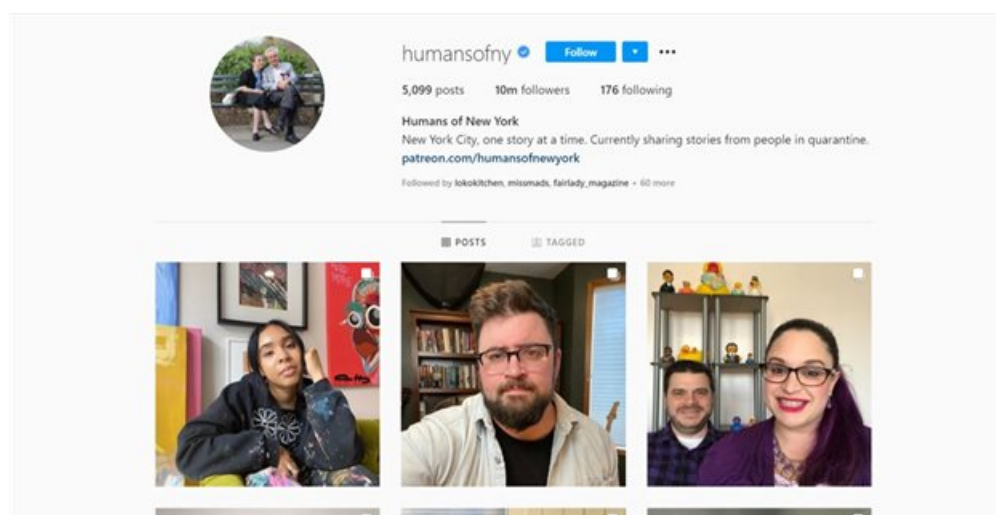 humansofny Follow
5,099 posts 10m followers 176 following
Humans of New York
New York City, one story at a time. Currently sharing stories from people in quarantine.
patreon.com/humansofnewyork
Followed by lokokitchen, missmads, fairlady_magazine + 60 more
POSTS TAGGED